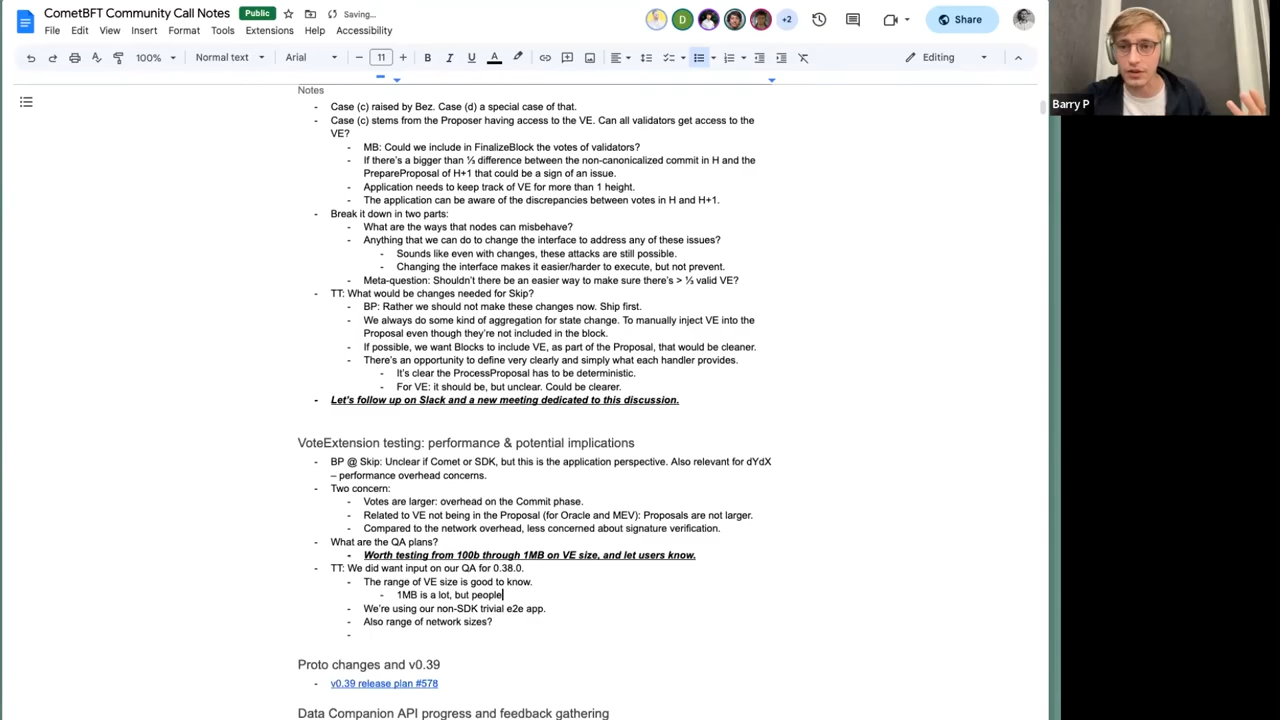 CometBFT Community Call Notes
Public
Saving...
File Edit View Insert Format Tools Extensions Help Accessibility
D
+2
Share
100%
Normal text
Arial
11
B I U A
Editing
Notes
- Case (c) raised by Bez. Case (d) a special case of that.
- Case (c) stems from the Proposer having access to the VE. Can all validators get access to the
VE?
- MB: Could we include in FinalizeBlock the votes of validators?
- If there's a bigger than ⅓ difference between the non-canonicalized commit in H and the
PrepareProposal of H+1 that could be a sign of an issue.
- Application needs to keep track of VE for more than 1 height.
- The application can be aware of the discrepancies between votes in H and H+1.
- Break it down in two parts:
- What are the ways that nodes can misbehave?
- Anything that we can do to change the interface to address any of these issues?
- Sounds like even with changes, these attacks are still possible.
- Changing the interface makes it easier/harder to execute, but not prevent.
- Meta-question: Shouldn't there be an easier way to make sure there's > ⅓ valid VE?
- TT: What would be changes needed for Skip?
- BP: Rather we should not make these changes now. Ship first.
- We always do some kind of aggregation for state change. To manually inject VE into the
Proposal even though they're not included in the block.
- If possible, we want Blocks to include VE, as part of the Proposal, that would be cleaner.
- There's an opportunity to define very clearly and simply what each handler provides.
- It's clear the ProcessProposal has to be deterministic.
- For VE: it should be, but unclear. Could be clearer.
- Let's follow up on Slack and a new meeting dedicated to this discussion.
VoteExtension testing: performance & potential implications
- BP @ Skip: Unclear if Comet or SDK, but this is the application perspective. Also relevant for dYdX
– performance overhead concerns.
- Two concern:
- Votes are larger: overhead on the Commit phase.
- Related to VE not being in the Proposal (for Oracle and MEV): Proposals are not larger.
- Compared to the network overhead, less concerned about signature verification.
- What are the QA plans?
- Worth testing from 100b through 1MB on VE size, and let users know.
- TT: We did want input on our QA for 0.38.0.
- The range of VE size is good to know.
- 1MB is a lot, but people
- We're using our non-SDK trivial e2e app.
- Also range of network sizes?
-
Proto changes and v0.39
- v0.39 release plan #578
Data Companion API progress and feedback gathering
Barry P